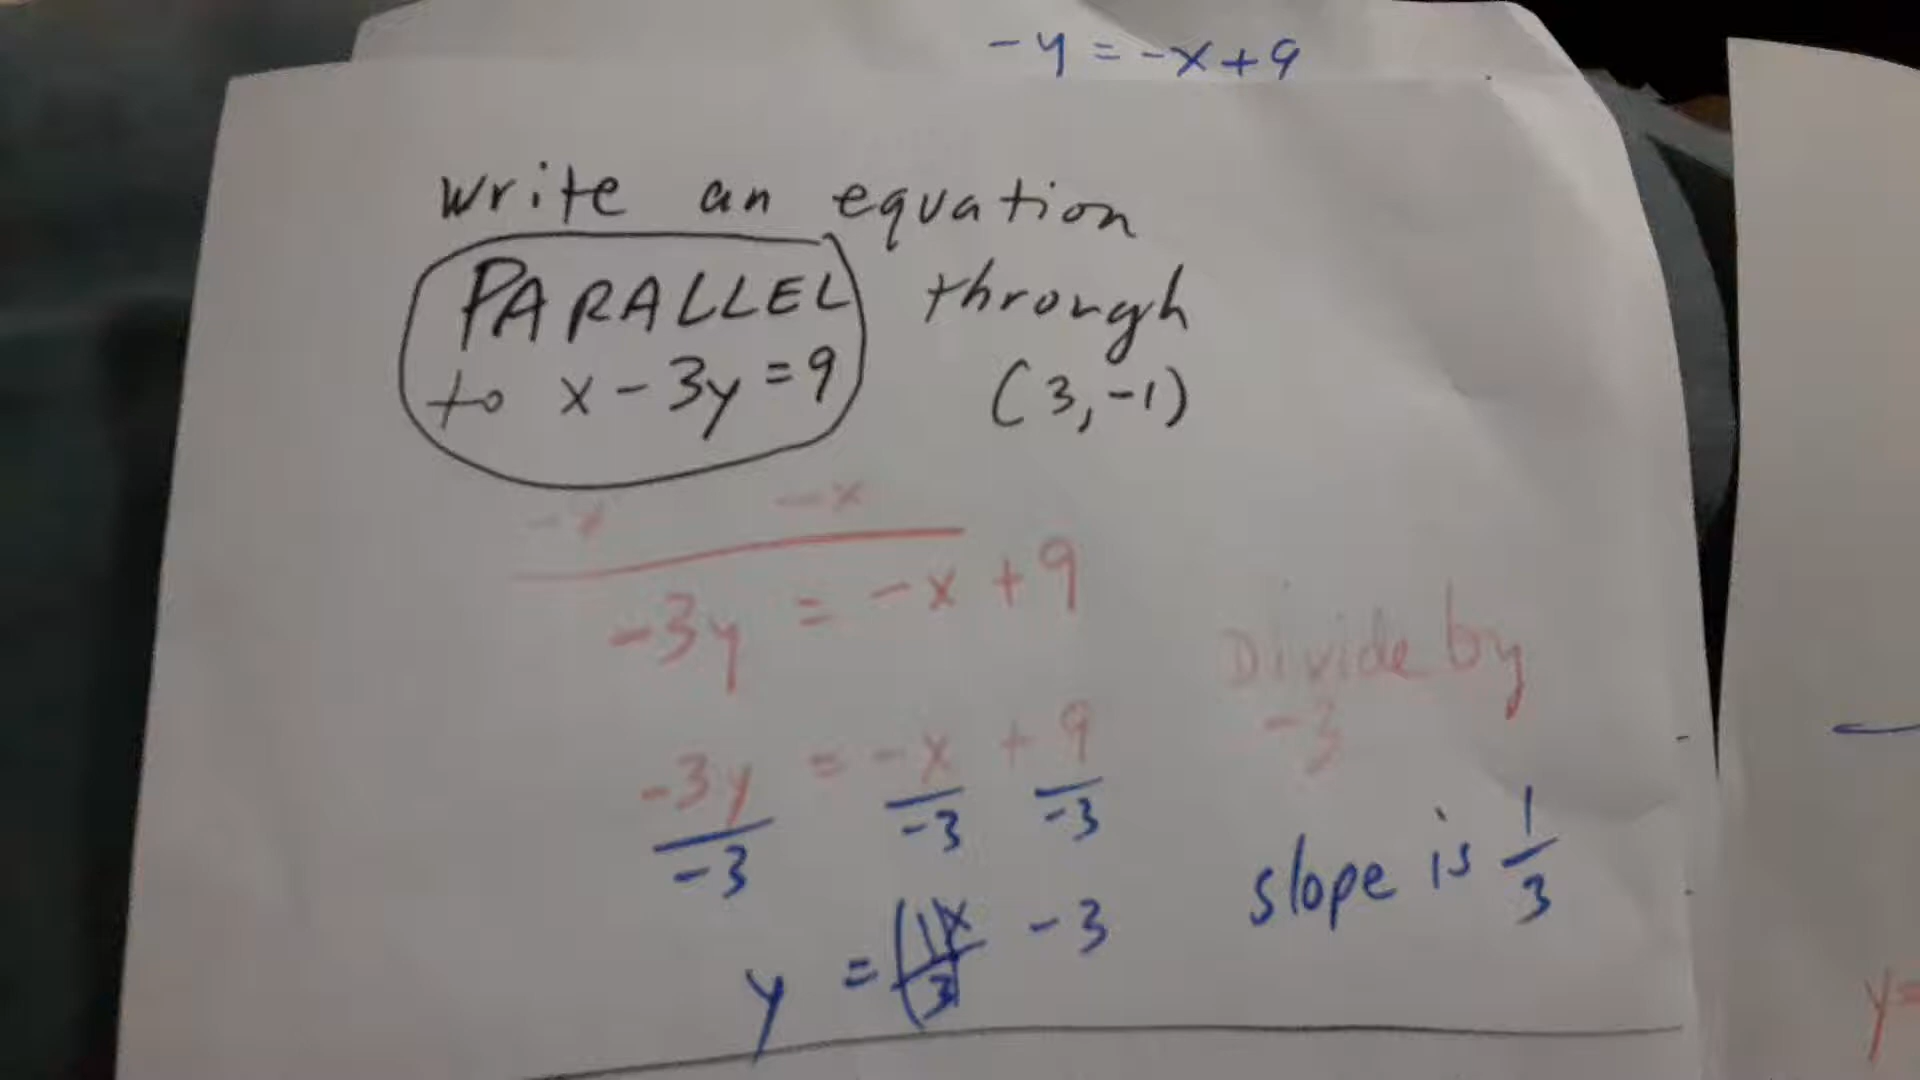 -y = -x + 9
write an equation
PARALLEL through
to x - 3y = 9 (3, -1)
-x -x
-3y = -x + 9
Divide by
-3
-3y = -x + 9
-3 -3 -3
slope is 1/3
y = (1x/3 - 3
y=